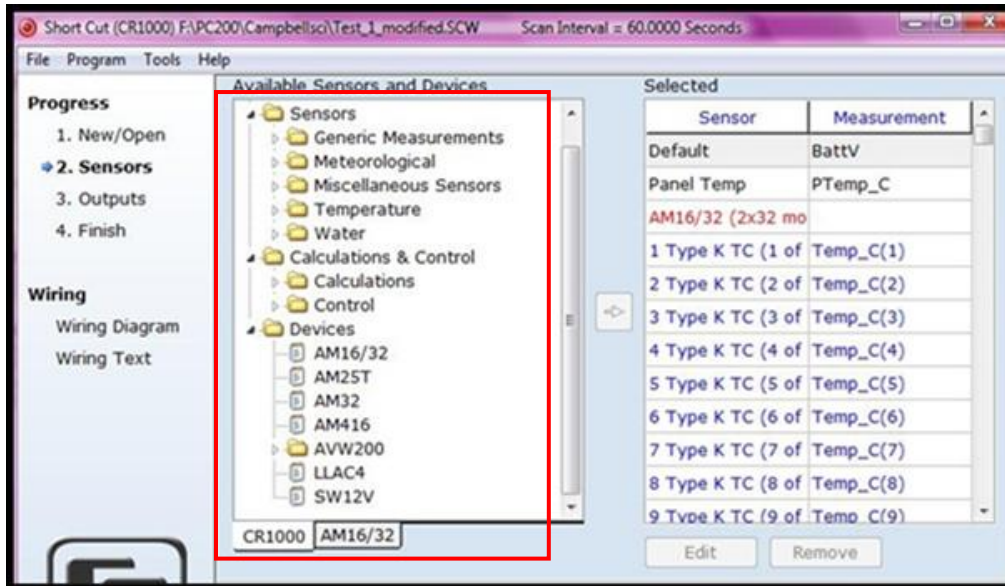 Short Cut (CR1000) F:\PC200\Campbellsci\Test_1_modified.SCW Scan Interval = 60.0000 Seconds
File Program Tools Help
Progress
1. New/Open
2. Sensors
3. Outputs
4. Finish
Wiring
Wiring Diagram
Wiring Text
Available Sensors and Devices
Sensors
Generic Measurements
Meteorological
Miscellaneous Sensors
Temperature
Water
Calculations & Control
Calculations
Control
Devices
AM16/32
AM25T
AM32
AM416
AVW200
LLAC4
SW12V
CR1000 AM16/32
Selected
Sensor Measurement
Default BattV
Panel Temp PTemp_C
AM16/32 (2x32 mo
1 Type K TC (1 of Temp_C(1)
2 Type K TC (2 of Temp_C(2)
3 Type K TC (3 of Temp_C(3)
4 Type K TC (4 of Temp_C(4)
5 Type K TC (5 of Temp_C(5)
6 Type K TC (6 of Temp_C(6)
7 Type K TC (7 of Temp_C(7)
8 Type K TC (8 of Temp_C(8)
9 Type K TC (9 of Temp_C(9)
Edit Remove